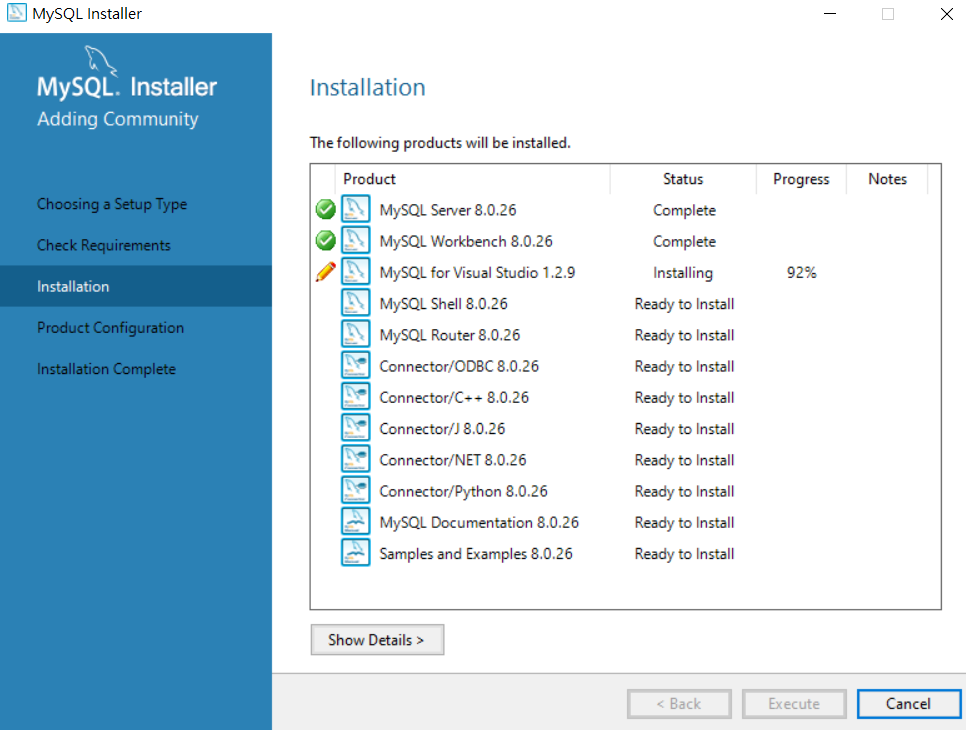 MySQL Installer
MySQL. Installer
Adding Community
Choosing a Setup Type
Check Requirements
Installation
Product Configuration
Installation Complete
Installation
The following products will be installed.
Product Status Progress Notes
MySQL Server 8.0.26 Complete
MySQL Workbench 8.0.26 Complete
MySQL for Visual Studio 1.2.9 Installing 92%
MySQL Shell 8.0.26 Ready to Install
MySQL Router 8.0.26 Ready to Install
Connector/ODBC 8.0.26 Ready to Install
Connector/C++ 8.0.26 Ready to Install
Connector/J 8.0.26 Ready to Install
Connector/NET 8.0.26 Ready to Install
Connector/Python 8.0.26 Ready to Install
MySQL Documentation 8.0.26 Ready to Install
Samples and Examples 8.0.26 Ready to Install
Show Details >
< Back Execute Cancel